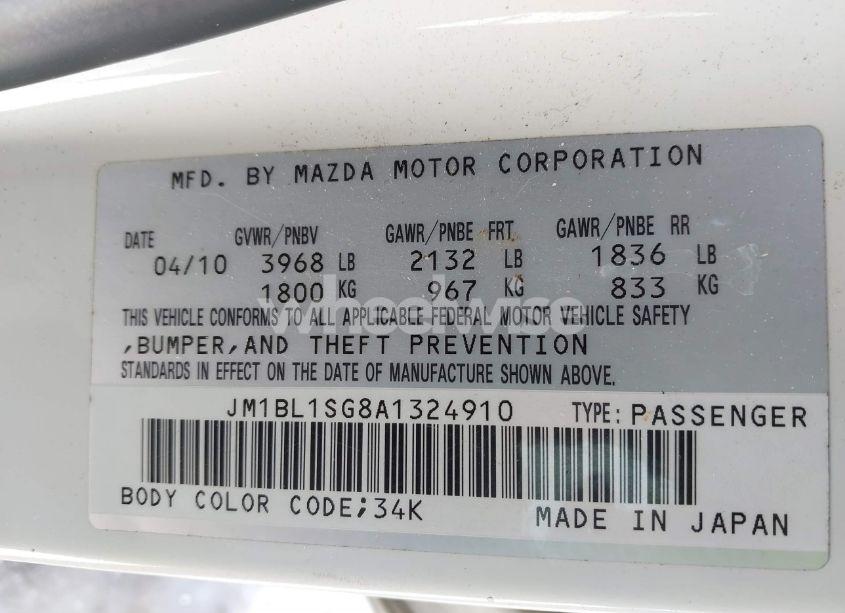 MFD. BY MAZDA MOTOR CORPORATION
DATE GVWR/PNBV GAWR/PNBE FRT GAWR/PNBE RR
04/10 3968 LB 2132 LB 1836 LB
1800 KG 967 KG 833 KG
wheelwise
THIS VEHICLE CONFORMS TO ALL APPLICABLE FEDERAL MOTOR VEHICLE SAFETY
,BUMPER,AND THEFT PREVENTION
STANDARDS IN EFFECT ON THE DATE OF MANUFACTURE SHOWN ABOVE.
JM1BL1SG8A1324910 TYPE: PASSENGER
BODY COLOR CODE;34K
MADE IN JAPAN